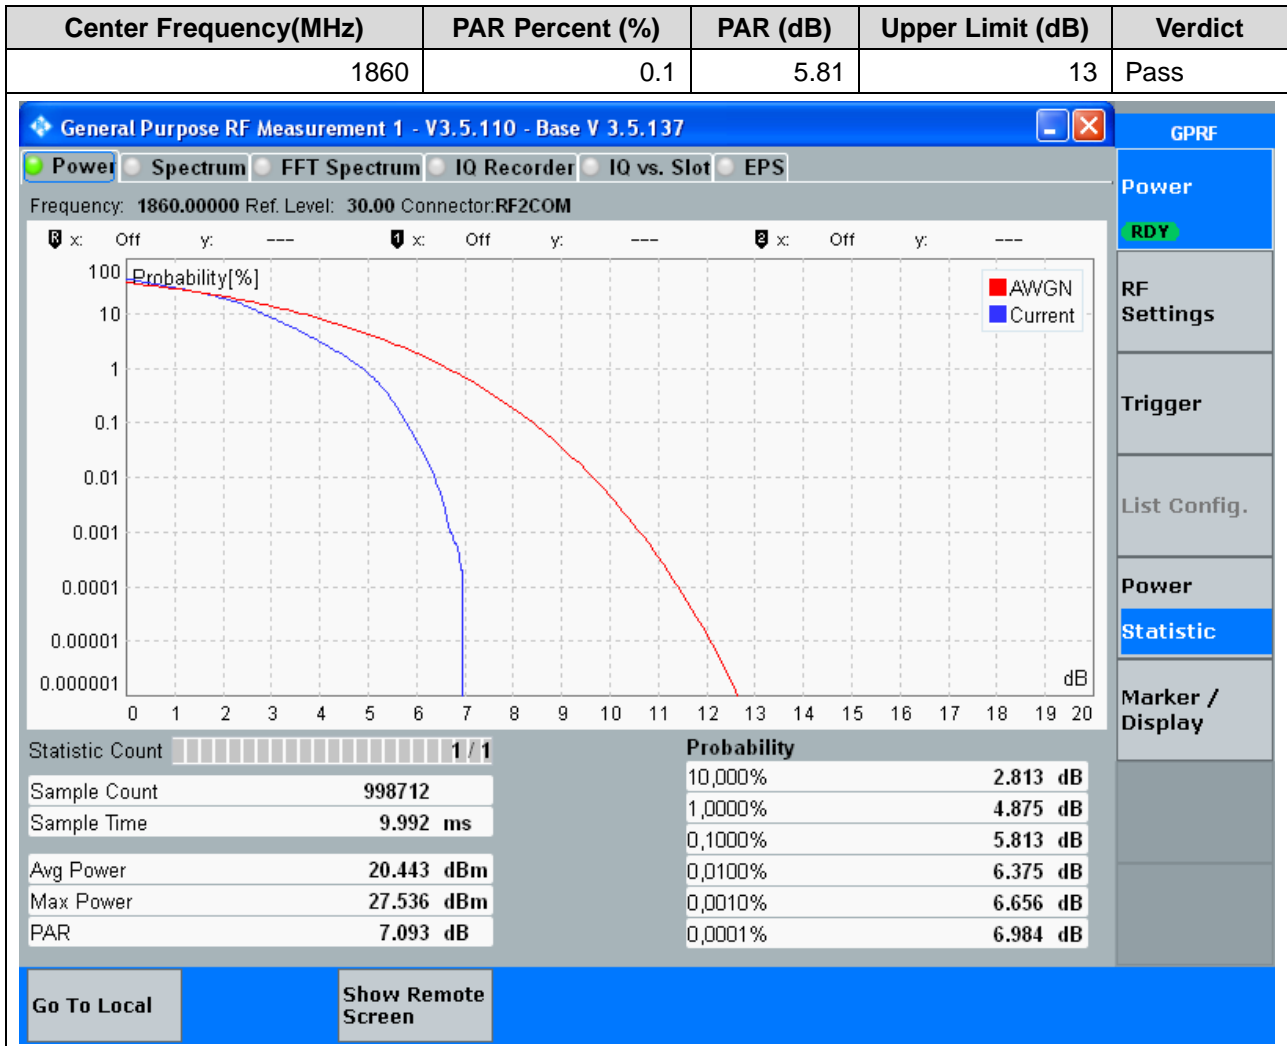 Center Frequency(MHz) PAR Percent (%) PAR (dB) Upper Limit (dB) Verdict
1860 0.1 5.81 13 Pass
General Purpose RF Measurement 1 - V3.5.110 - Base V 3.5.137
GPRF
Power Spectrum FFT Spectrum IQ Recorder IQ vs. Slot EPS
Power
RDY
Frequency: 1860.00000 Ref. Level: 30.00 Connector:RF2COM
R x: Off y: --- 1 x: Off y: --- 2 x: Off y: ---
Probability[%]
AWGN
Current
100
10
1
0.1
0.01
0.001
0.0001
0.00001
0.000001
dB
0 1 2 3 4 5 6 7 8 9 10 11 12 13 14 15 16 17 18 19 20
RF
Settings
Trigger
List Config.
Power
Statistic
Marker /
Display
Statistic Count 1 / 1
Sample Count 998712
Sample Time 9.992 ms
Avg Power 20.443 dBm
Max Power 27.536 dBm
PAR 7.093 dB
Probability
10,000% 2.813 dB
1,0000% 4.875 dB
0,1000% 5.813 dB
0,0100% 6.375 dB
0,0010% 6.656 dB
0,0001% 6.984 dB
Go To Local
Show Remote
Screen